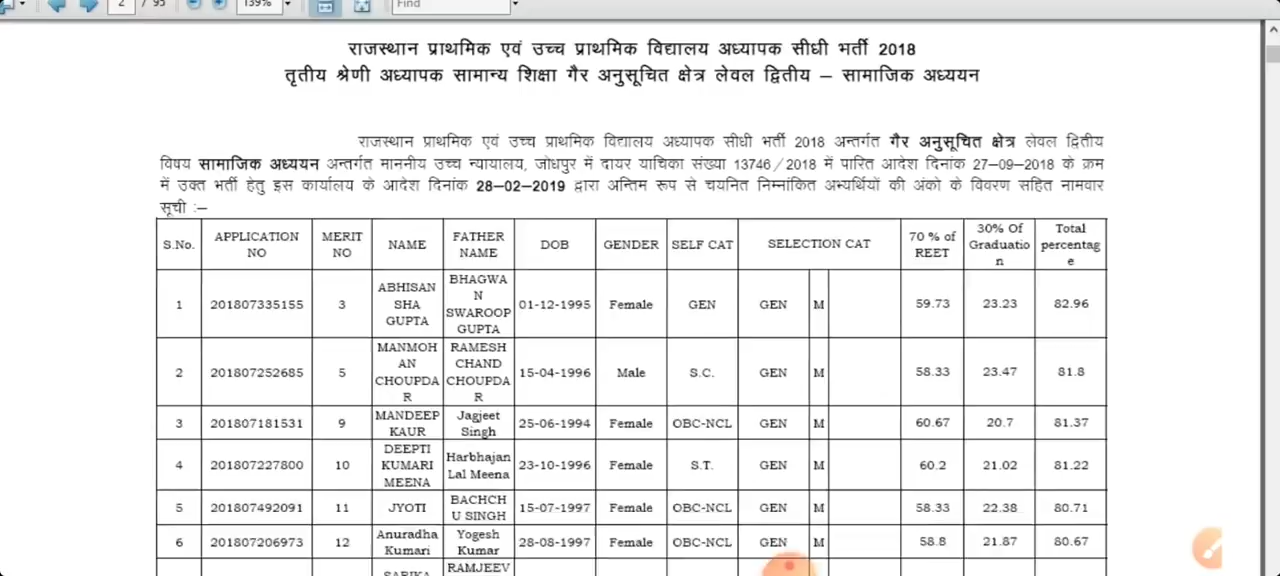 2 / 95 139% Find
राजस्थान प्राथमिक एवं उच्च प्राथमिक विद्यालय अध्यापक सीधी भर्ती 2018
तृतीय श्रेणी अध्यापक सामान्य शिक्षा गैर अनुसूचित क्षेत्र लेवल द्वितीय – सामाजिक अध्ययन
राजस्थान प्राथमिक एवं उच्च प्राथमिक विद्यालय अध्यापक सीधी भर्ती 2018 अन्तर्गत गैर अनुसूचित क्षेत्र लेवल द्वितीय
विषय सामाजिक अध्ययन अन्तर्गत माननीय उच्च न्यायालय, जोधपुर में दायर याचिका संख्या 13746/2018 में पारित आदेश दिनांक 27-09-2018 के क्रम
में उक्त भर्ती हेतु इस कार्यालय के आदेश दिनांक 28-02-2019 द्वारा अन्तिम रूप से चयनित निम्नांकित अभ्यर्थियों की अंको के विवरण सहित नामवार
सूची :–
S.No. APPLICATION NO MERIT NO NAME FATHER NAME DOB GENDER SELF CAT SELECTION CAT 70 % of REET 30% Of Graduation Total percentage
1 201807335155 3 ABHISANSHA GUPTA BHAGWAN SWAROOP GUPTA 01-12-1995 Female GEN GEN M 59.73 23.23 82.96
2 201807252685 5 MANMOHAN CHOUPDAR RAMESH CHAND CHOUPDAR 15-04-1996 Male S.C. GEN M 58.33 23.47 81.8
3 201807181531 9 MANDEEP KAUR Jagjeet Singh 25-06-1994 Female OBC-NCL GEN M 60.67 20.7 81.37
4 201807227800 10 DEEPTI KUMARI MEENA Harbhajan Lal Meena 23-10-1996 Female S.T. GEN M 60.2 21.02 81.22
5 201807492091 11 JYOTI BACHCHU SINGH 15-07-1997 Female OBC-NCL GEN M 58.33 22.38 80.71
6 201807206973 12 Anuradha Kumari Yogesh Kumar 28-08-1997 Female OBC-NCL GEN M 58.8 21.87 80.67
SARIKA RAMJEEV